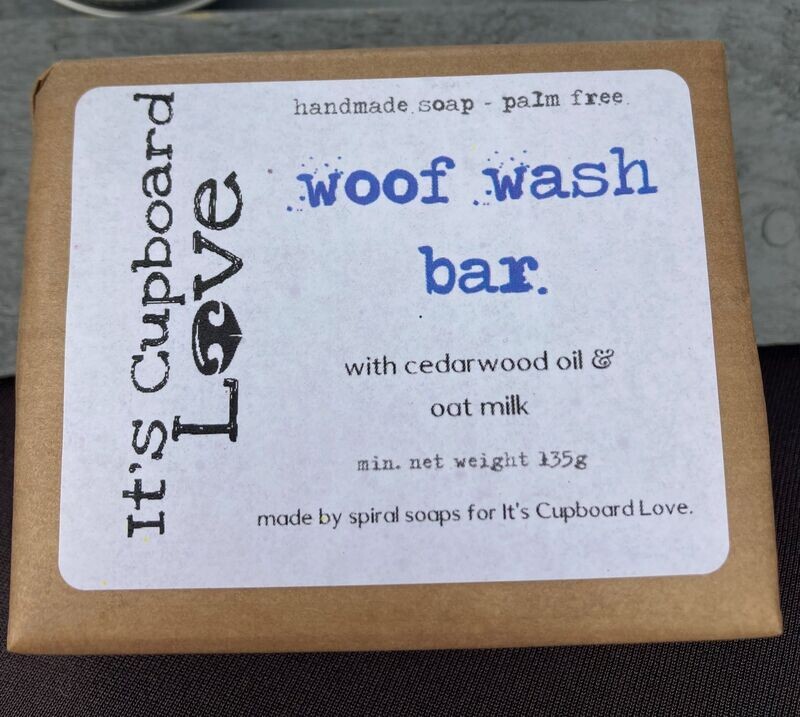 It's Cupboard
Love
handmade soap - palm free.
woof wash
bar.
with cedarwood oil &
oat milk
min. net weight 135g
made by spiral soaps for It's Cupboard Love.